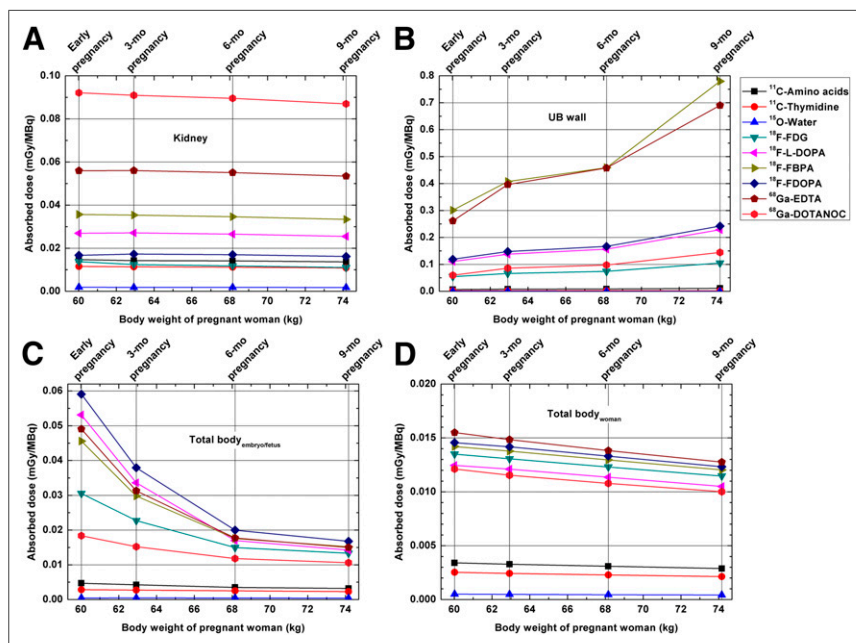 A
Early pregnancy
3-mo pregnancy
6-mo pregnancy
9-mo pregnancy
0.10
0.08
0.06
0.04
0.02
0.00
Absorbed dose (mGy/MBq)
Kidney
60 62 64 66 68 70 72 74
Body weight of pregnant woman (kg)
B
Early pregnancy
3-mo pregnancy
6-mo pregnancy
9-mo pregnancy
0.8
0.7
0.6
0.5
0.4
0.3
0.2
0.1
0.0
Absorbed dose (mGy/MBq)
UB wall
60 62 64 66 68 70 72 74
Body weight of pregnant woman (kg)
¹¹C-Amino acids
¹¹C-Thymidine
¹⁵O-Water
¹⁸F-FDG
¹⁸F-L-DOPA
¹⁸F-FBPA
¹⁸F-FDOPA
⁶⁸Ga-EDTA
⁶⁸Ga-DOTANOC
C
Early pregnancy
3-mo pregnancy
6-mo pregnancy
9-mo pregnancy
0.06
0.05
0.04
0.03
0.02
0.01
0.00
Absorbed dose (mGy/MBq)
Total body embryo/fetus
60 62 64 66 68 70 72 74
Body weight of pregnant woman (kg)
D
Early pregnancy
3-mo pregnancy
6-mo pregnancy
9-mo pregnancy
0.020
0.015
0.010
0.005
0.000
Absorbed dose (mGy/MBq)
Total body woman
60 62 64 66 68 70 72 74
Body weight of pregnant woman (kg)